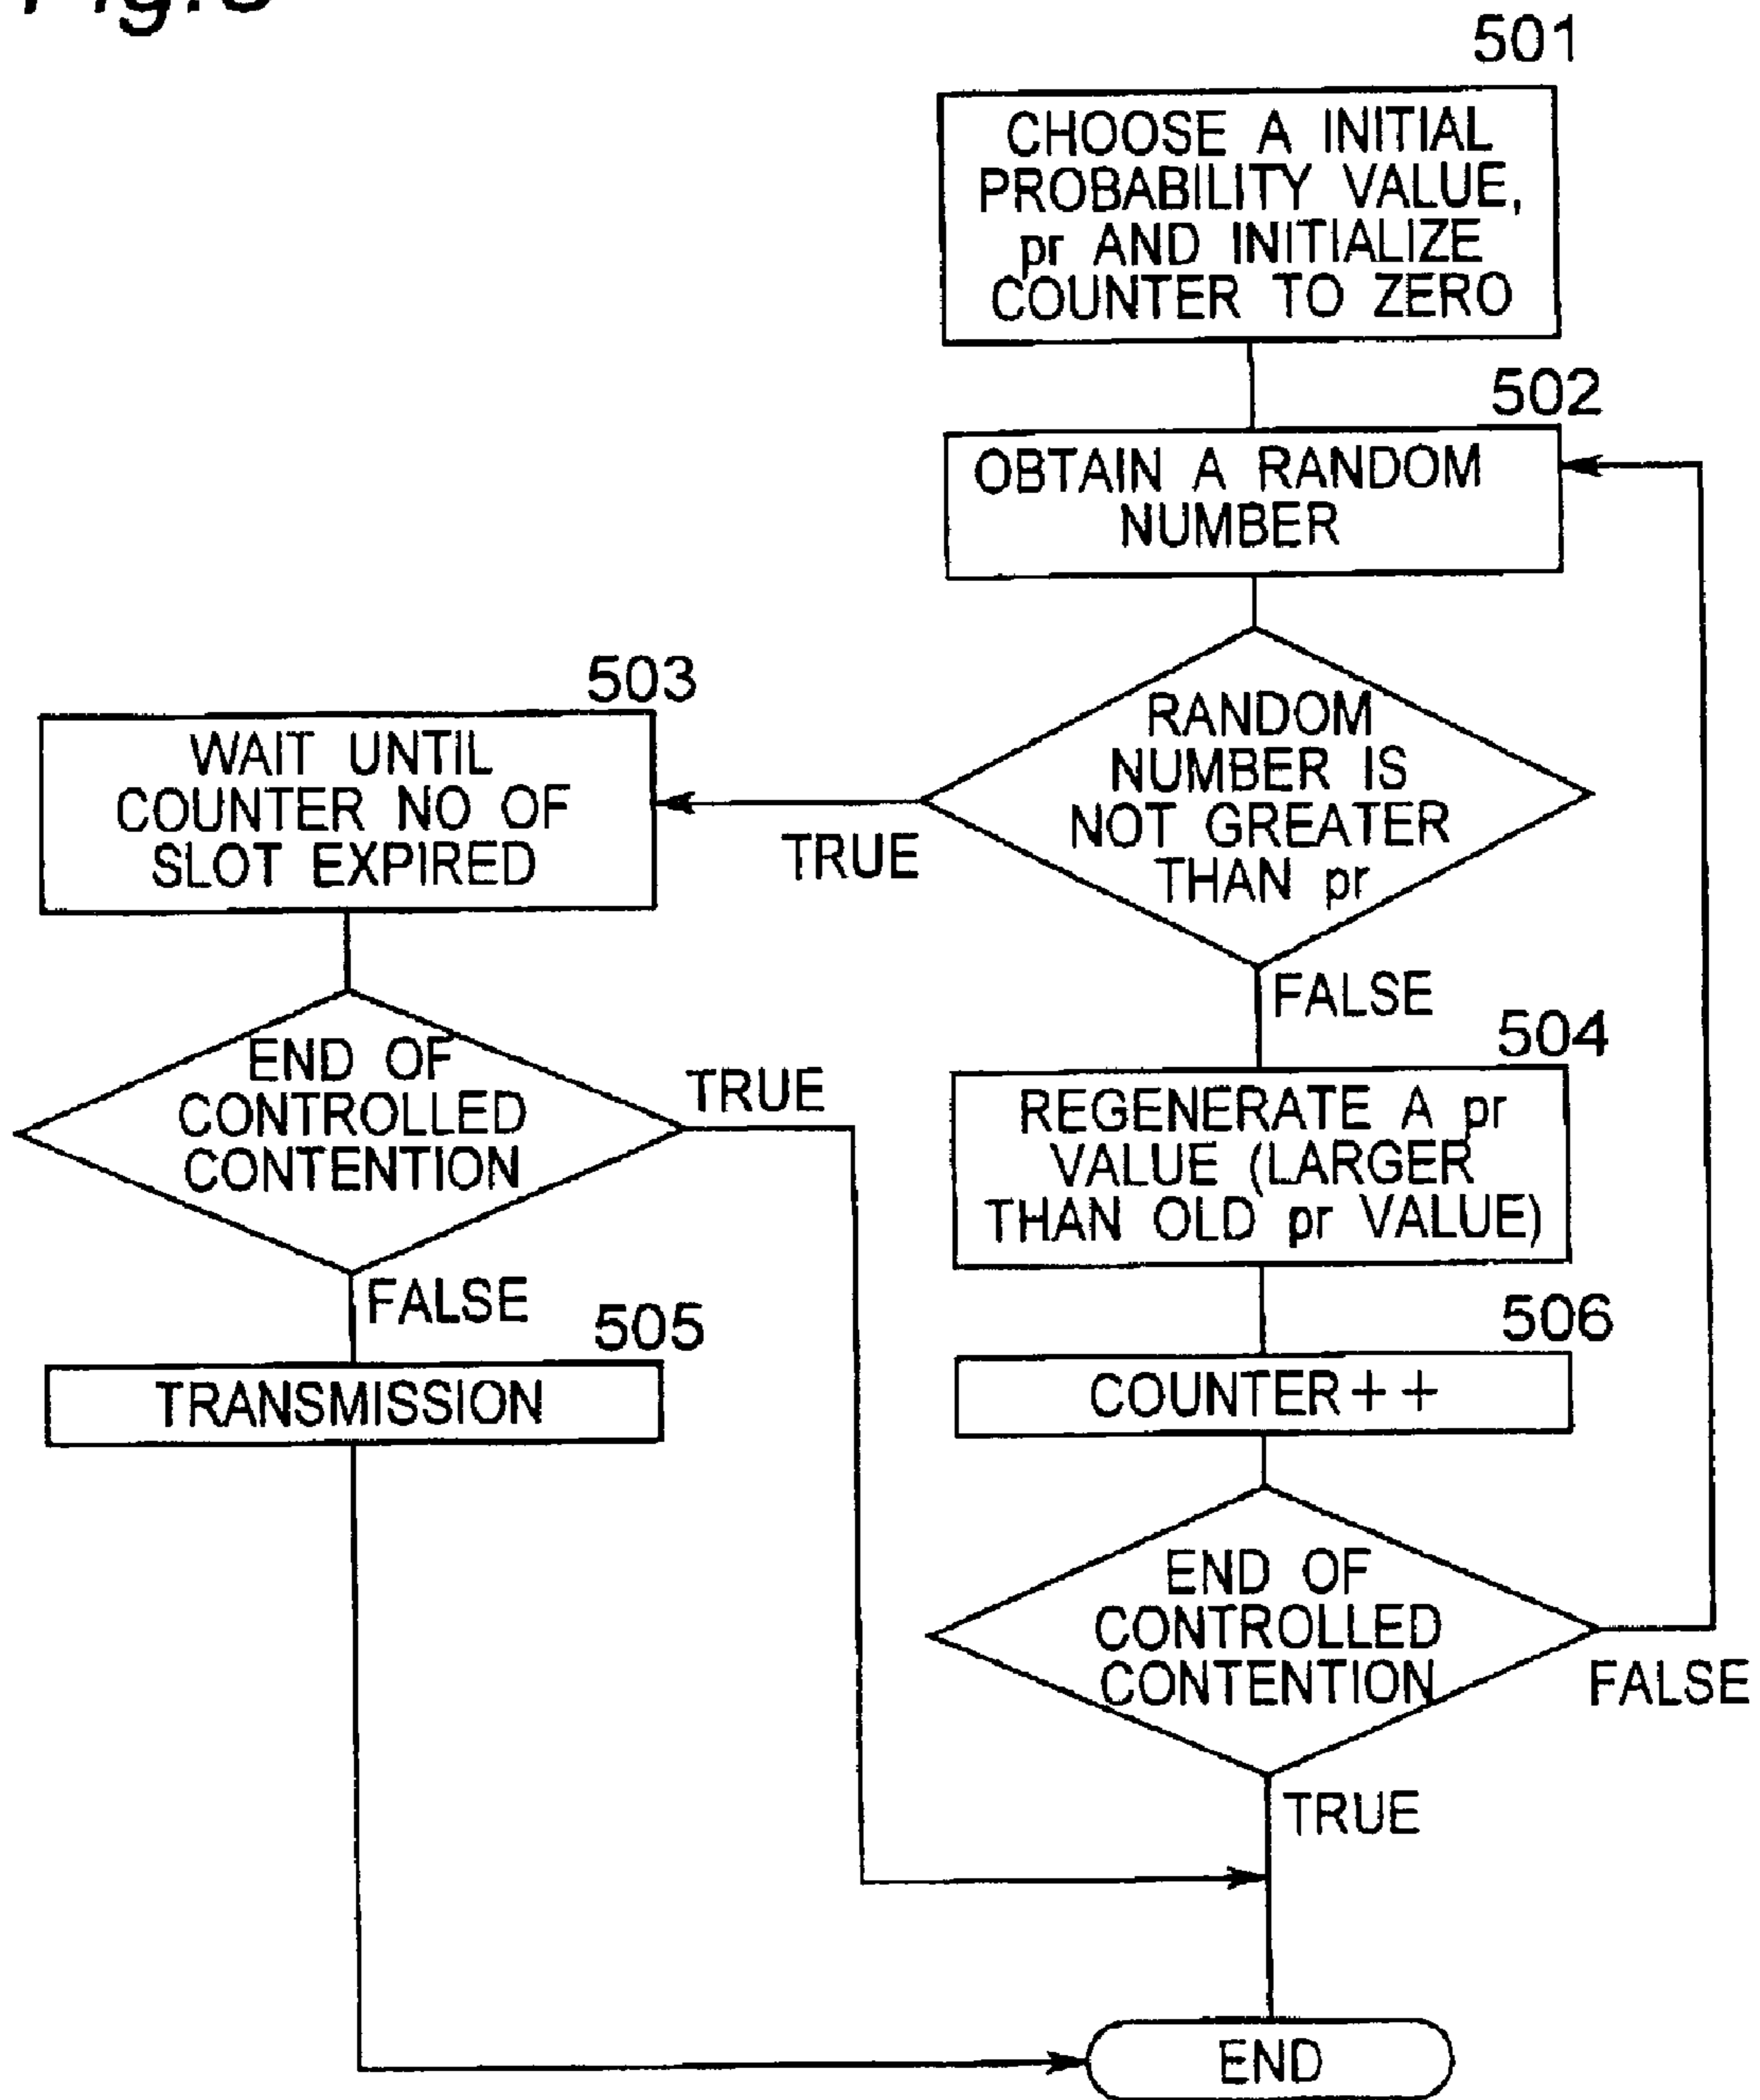 501
CHOOSE A INITIAL
PROBABILITY VALUE,
pr AND INITIALIZE
COUNTER TO ZERO
502
OBTAIN A RANDOM
NUMBER
RANDOM
NUMBER IS
NOT GREATER
THAN pr
TRUE
FALSE
503
WAIT UNTIL
COUNTER NO OF
SLOT EXPIRED
END OF
CONTROLLED
CONTENTION
TRUE
FALSE
505
TRANSMISSION
504
REGENERATE A pr
VALUE (LARGER
THAN OLD pr VALUE)
506
COUNTER++
END OF
CONTROLLED
CONTENTION
FALSE
TRUE
END